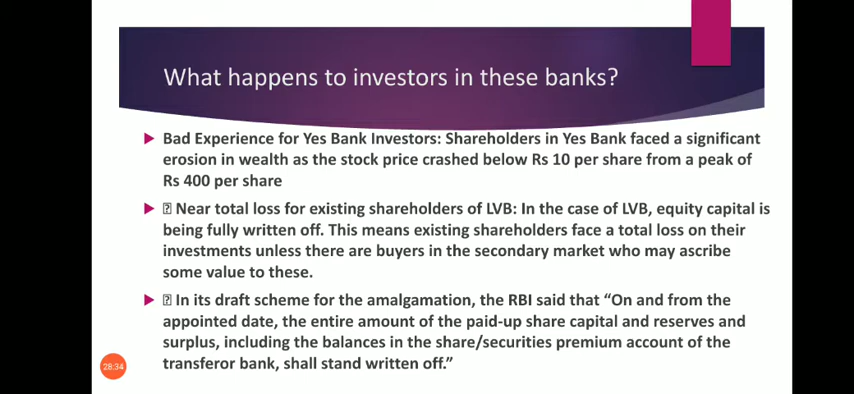 What happens to investors in these banks?
Bad Experience for Yes Bank Investors: Shareholders in Yes Bank faced a significant
erosion in wealth as the stock price crashed below Rs 10 per share from a peak of
Rs 400 per share
Near total loss for existing shareholders of LVB: In the case of LVB, equity capital is
being fully written off. This means existing shareholders face a total loss on their
investments unless there are buyers in the secondary market who may ascribe
some value to these.
In its draft scheme for the amalgamation, the RBI said that “On and from the
appointed date, the entire amount of the paid-up share capital and reserves and
surplus, including the balances in the share/securities premium account of the
transferor bank, shall stand written off.”
28:34